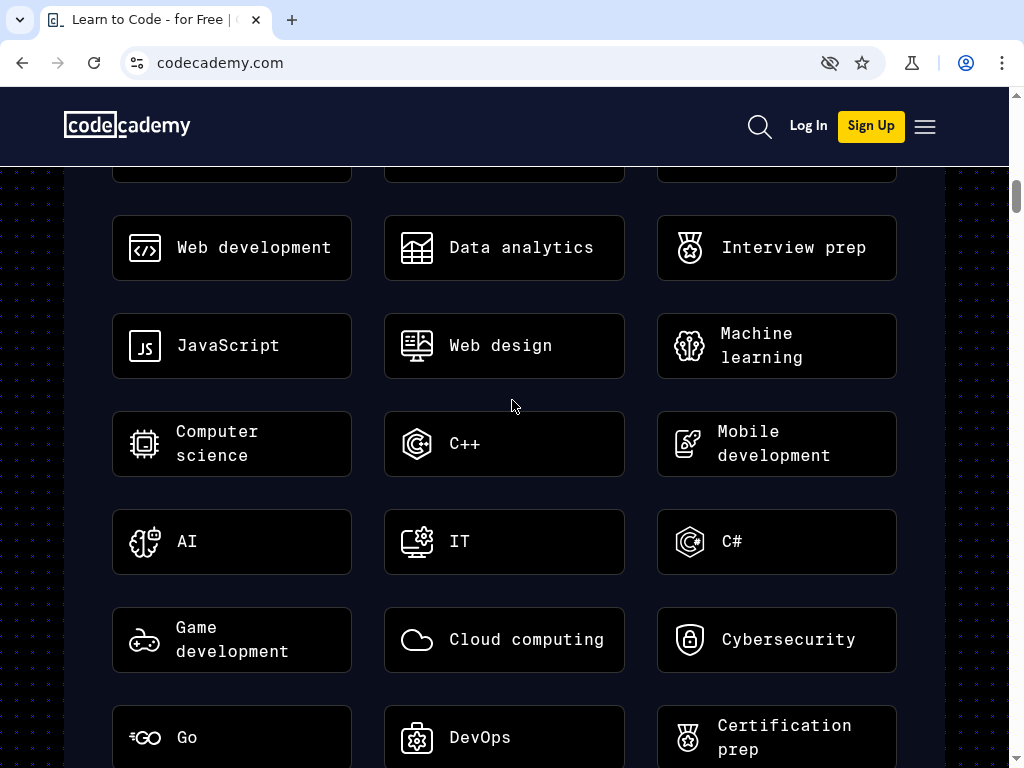 Learn to Code - for Free |
codecademy.com
codecademy
Log In
Sign Up
Web development
Data analytics
Interview prep
JavaScript
JS
Web design
Machine
learning
Computer
science
C++
Mobile
development
AI
IT
C#
Game
development
Cloud computing
Cybersecurity
Go
DevOps
Certification
prep